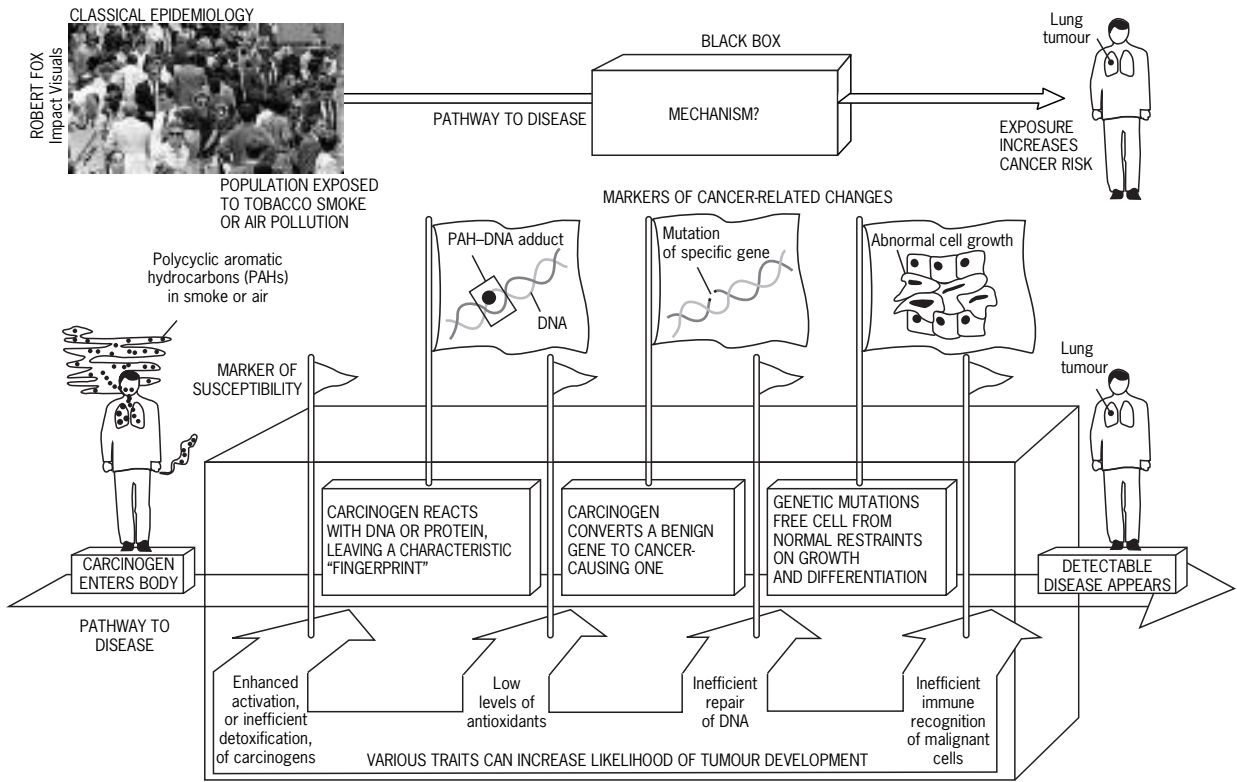 CLASSICAL EPIDEMIOLOGY
ROBERT FOX
Impact Visuals
BLACK BOX
MECHANISM?
PATHWAY TO DISEASE
Lung
tumour
EXPOSURE
INCREASES
CANCER RISK
POPULATION EXPOSED
TO TOBACCO SMOKE
OR AIR POLLUTION
MARKERS OF CANCER-RELATED CHANGES
Polycyclic aromatic
hydrocarbons (PAHs)
in smoke or air
PAH–DNA adduct
DNA
Mutation
of specific gene
Abnormal cell growth
MARKER OF
SUSCEPTIBILITY
Lung
tumour
CARCINOGEN
ENTERS BODY
CARCINOGEN REACTS
WITH DNA OR PROTEIN,
LEAVING A CHARACTERISTIC
“FINGERPRINT”
CARCINOGEN
CONVERTS A BENIGN
GENE TO CANCER-
CAUSING ONE
GENETIC MUTATIONS
FREE CELL FROM
NORMAL RESTRAINTS
ON GROWTH
AND DIFFERENTIATION
DETECTABLE
DISEASE APPEARS
PATHWAY TO
DISEASE
Enhanced
activation,
or inefficient
detoxification,
of carcinogens
Low
levels of
antioxidants
Inefficient
repair
of DNA
Inefficient
immune
recognition
of malignant
cells
VARIOUS TRAITS CAN INCREASE LIKELIHOOD OF TUMOUR DEVELOPMENT